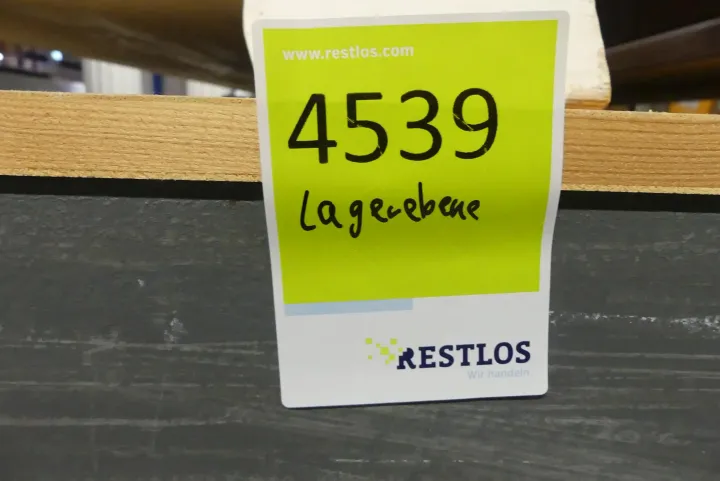 www.restlos.com
4539
Lagerebene
RESTLOS
Wir handeln.